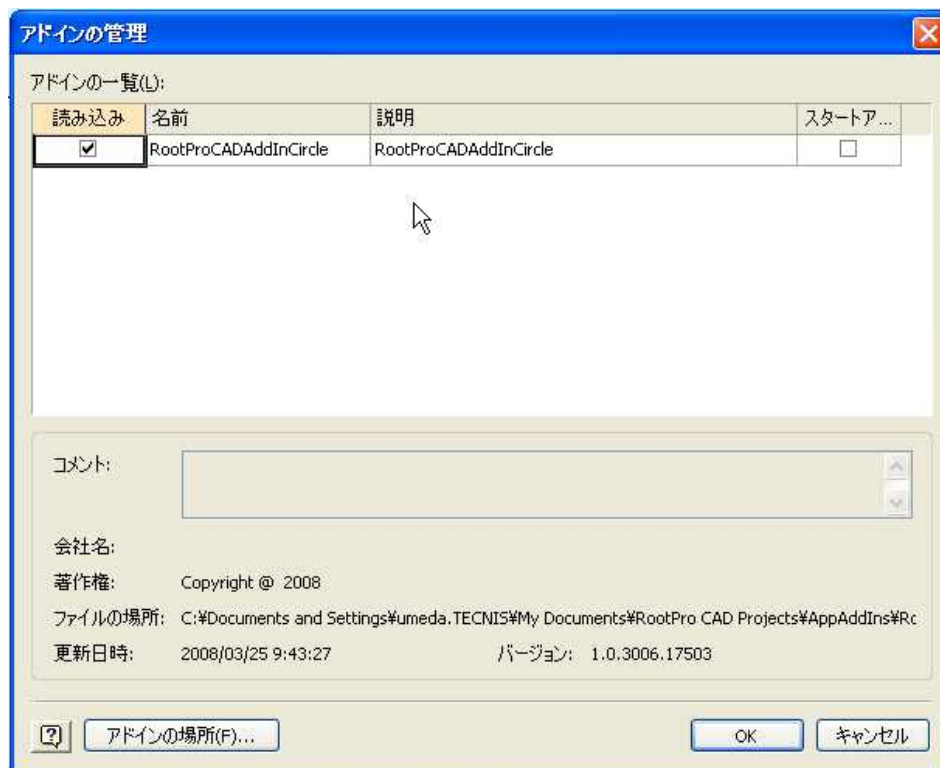 アドインの管理
アドインの一覧(L):
読み込み 名前 説明 スタートア...
RootProCADAddInCircle RootProCADAddInCircle
コメント:
会社名:
著作権: Copyright @ 2008
ファイルの場所: C:¥Documents and Settings¥umeda.TECNIS¥My Documents¥RootPro CAD Projects¥AppAddIns¥Rc
更新日時: 2008/03/25 9:43:27 バージョン: 1.0.3006.17503
アドインの場所(F)... OK キャンセル